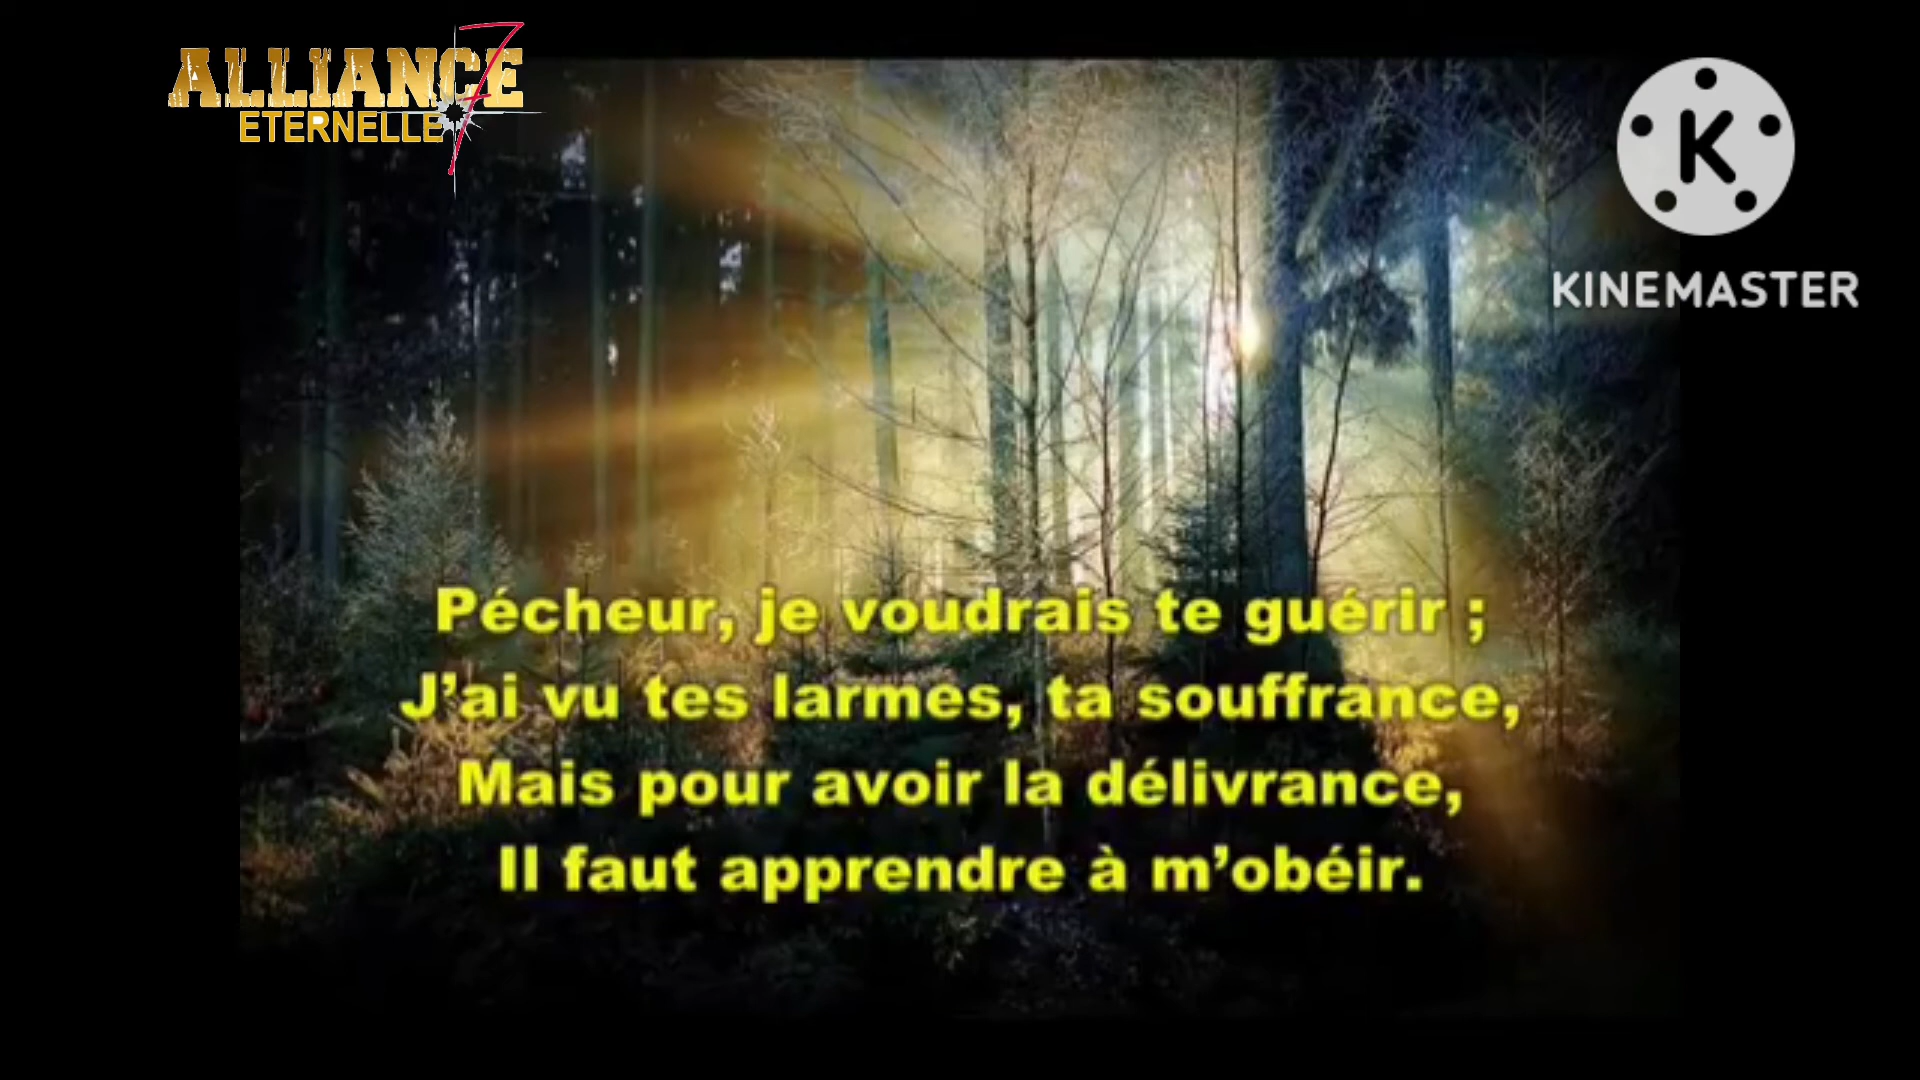 ALLIANCE 7
ETERNELLE
K
KINEMASTER
Pécheur, je voudrais te guérir ;
J’ai vu tes larmes, ta souffrance,
Mais pour avoir la délivrance,
Il faut apprendre à m’obéir.